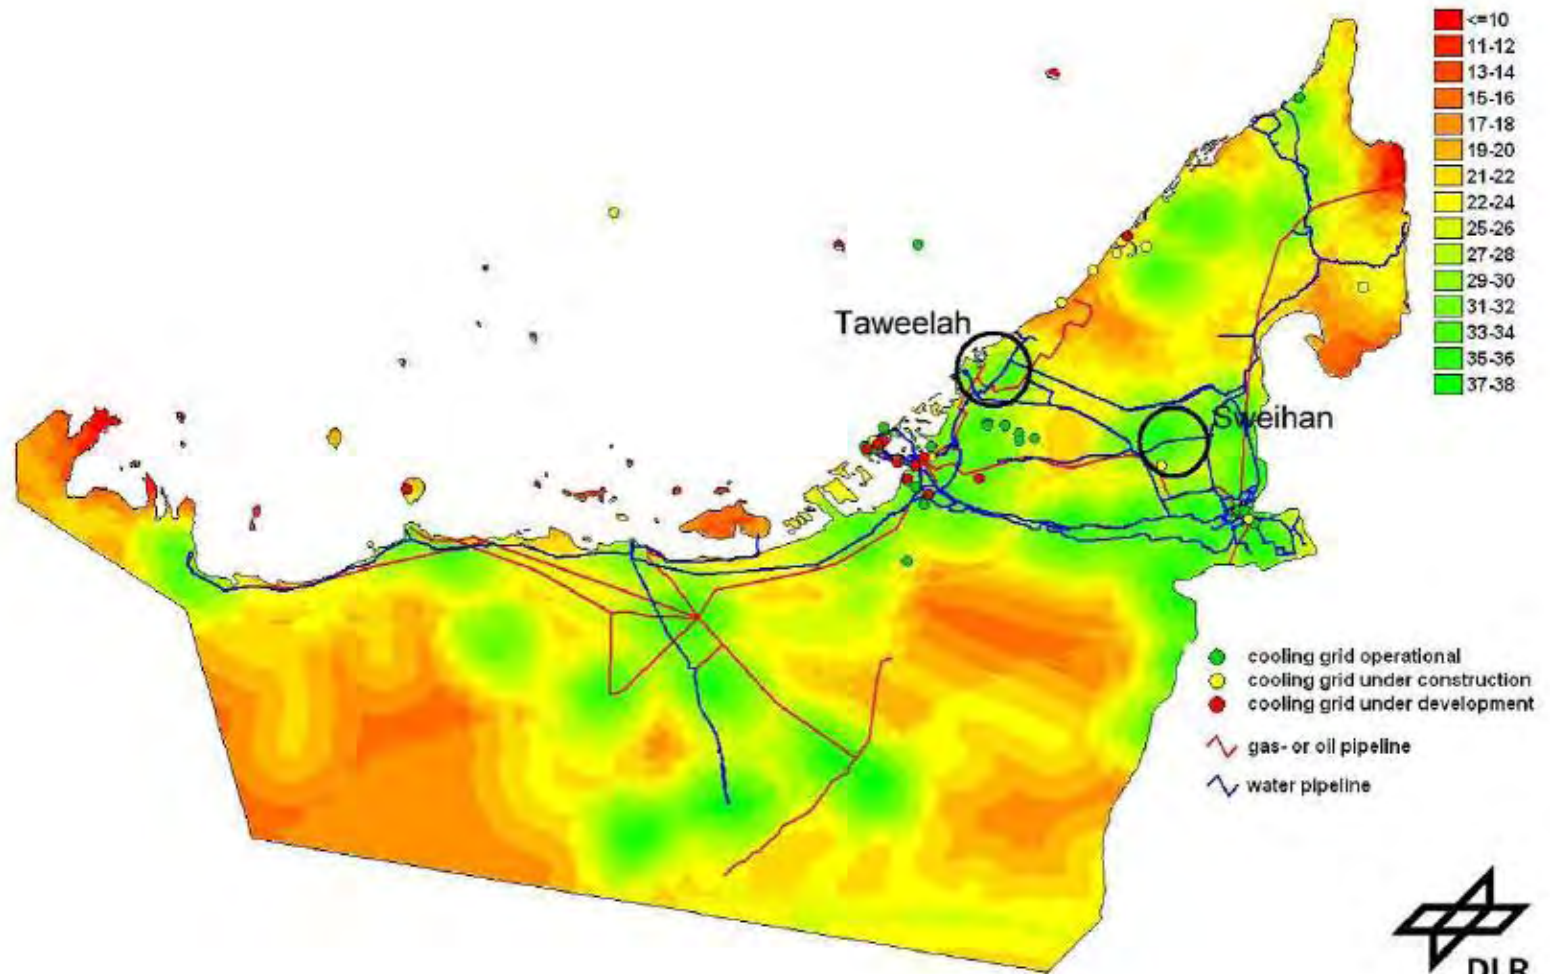 <=10
11-12
13-14
15-16
17-18
19-20
21-22
22-24
25-26
27-28
29-30
31-32
33-34
35-36
37-38
Taweelah
Sweihan
cooling grid operational
cooling grid under construction
cooling grid under development
gas- or oil pipeline
water pipeline
DLR